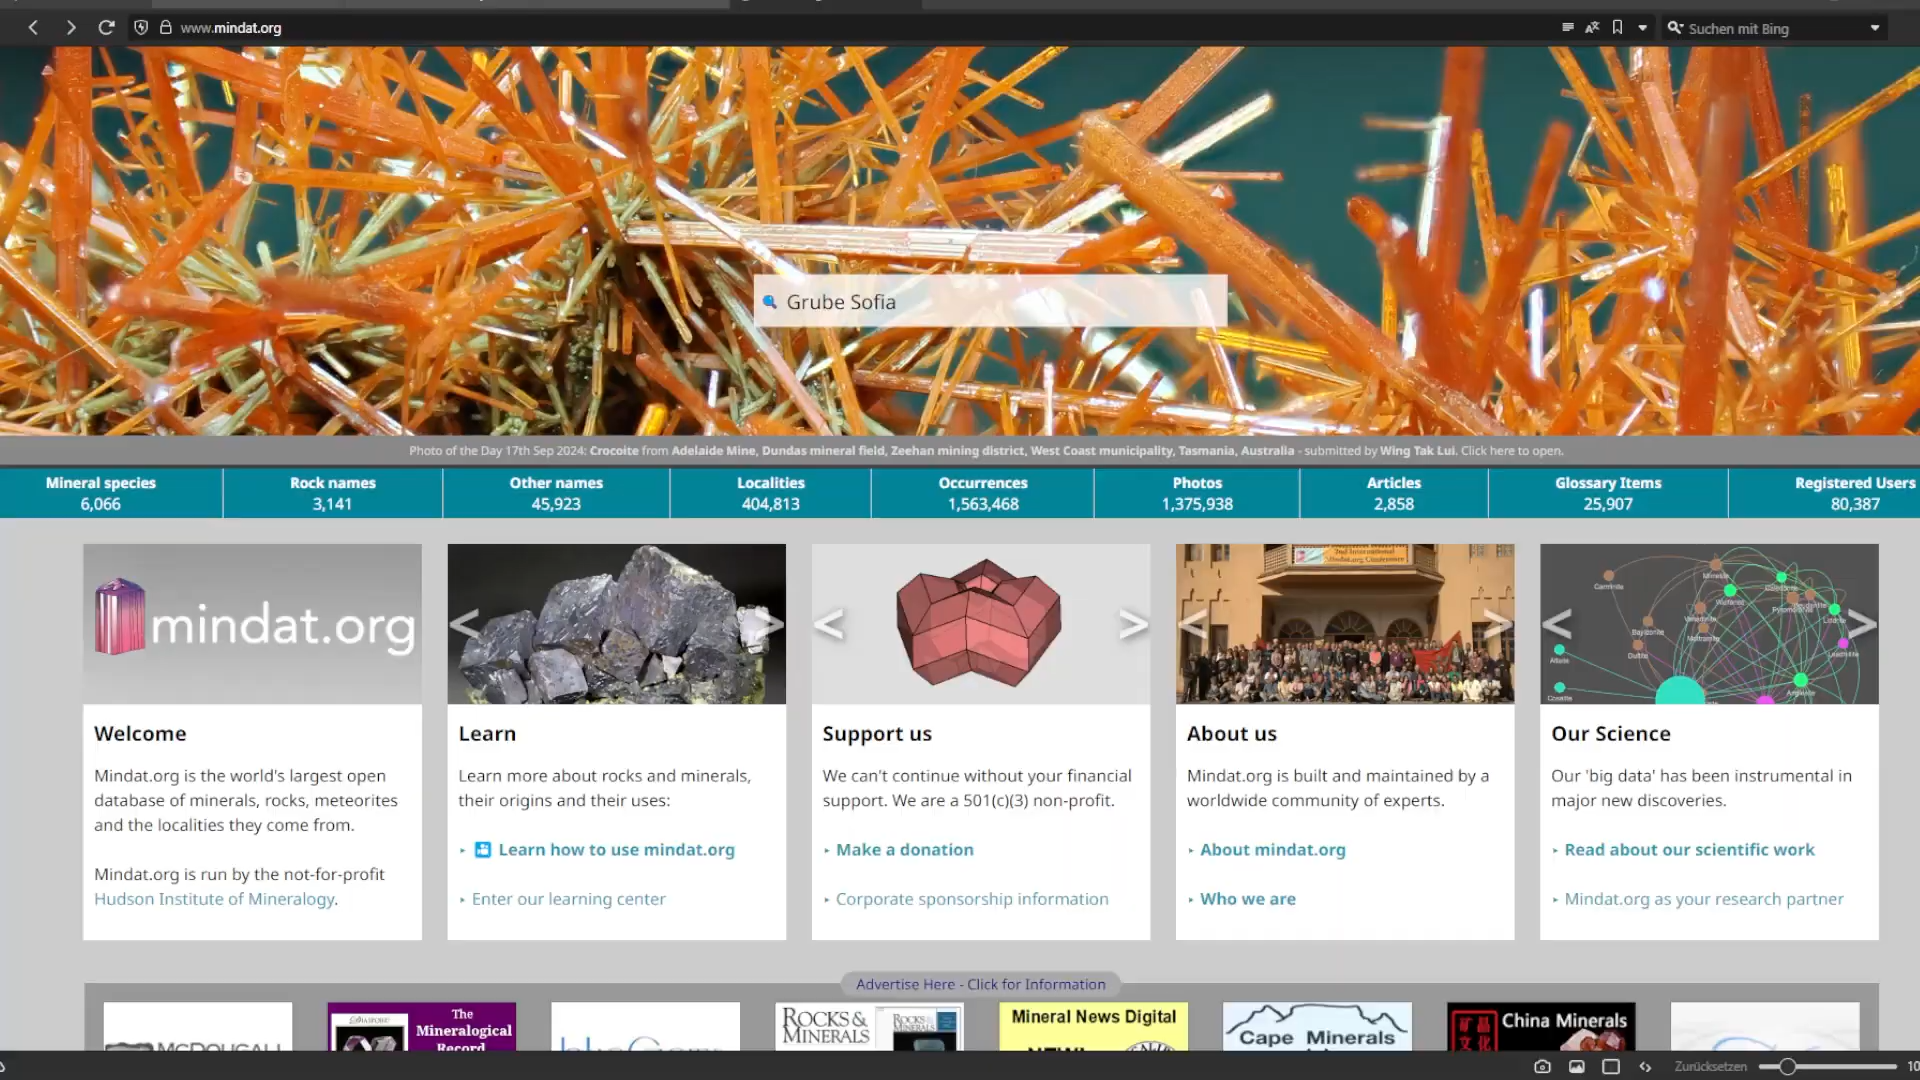 www.mindat.org
Suchen mit Bing
Grube Sofia
Photo of the Day 17th Sep 2024: Crocoite from Adelaide Mine, Dundas mineral field, Zeehan mining district, West Coast municipality, Tasmania, Australia - submitted by Wing Tak Lui. Click here to open.
Mineral species
6,066
Rock names
3,141
Other names
45,923
Localities
404,813
Occurrences
1,563,468
Photos
1,375,938
Articles
2,858
Glossary Items
25,907
Registered Users
80,387
mindat.org
Welcome
Mindat.org is the world's largest open
database of minerals, rocks, meteorites
and the localities they come from.
Mindat.org is run by the not-for-profit
Hudson Institute of Mineralogy.
Learn
Learn more about rocks and minerals,
their origins and their uses:
Learn how to use mindat.org
Enter our learning center
Support us
We can't continue without your financial
support. We are a 501(c)(3) non-profit.
Make a donation
Corporate sponsorship information
2nd International
Mindat.org Conference
About us
Mindat.org is built and maintained by a
worldwide community of experts.
About mindat.org
Who we are
Carminite
Bayldonite
Duftite
Our Science
Our 'big data' has been instrumental in
major new discoveries.
Read about our scientific work
Mindat.org as your research partner
Advertise Here - Click for Information
The
Mineralogical
Record
ROCKS &
MINERALS
ROCKS &
MINERALS
Mineral News Digital
Cape Minerals
China Minerals
Zurücksetzen